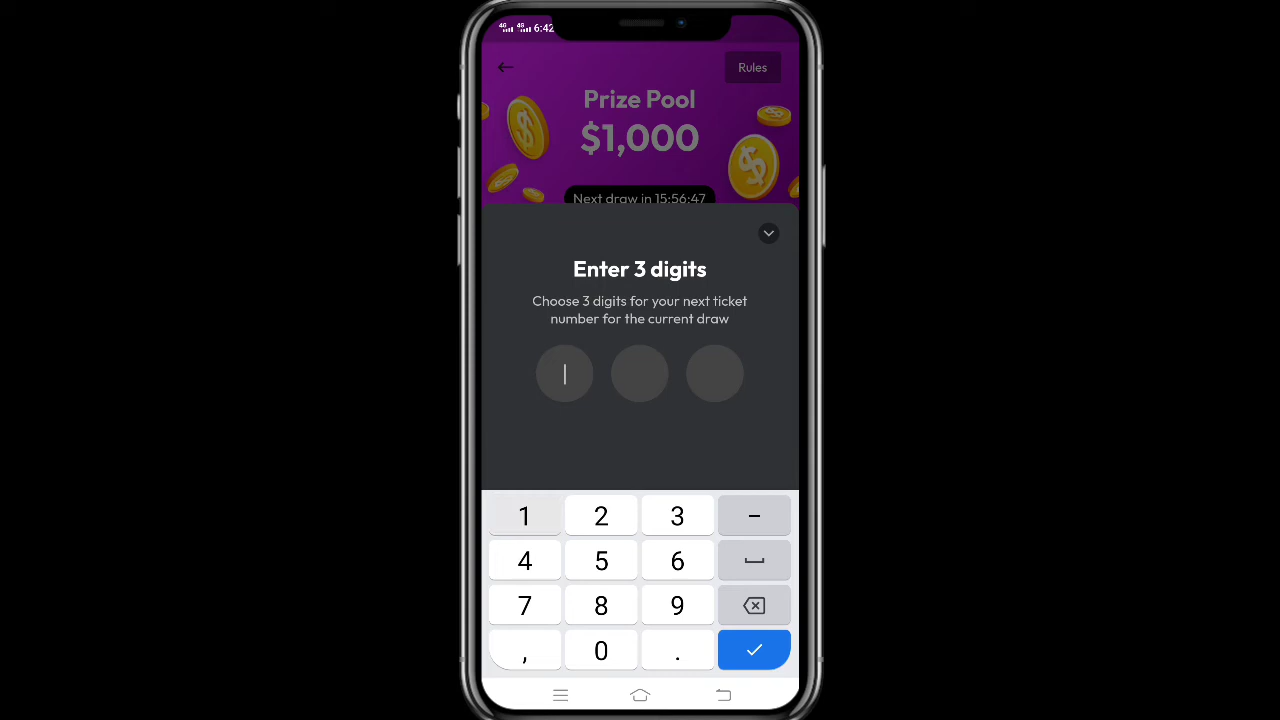 4G 4G 6:42
Rules
Prize Pool
$1,000
Next draw in 15:56:47
Enter 3 digits
Choose 3 digits for your next ticket
number for the current draw
1 2 3 -
4 5 6
7 8 9
, 0 .